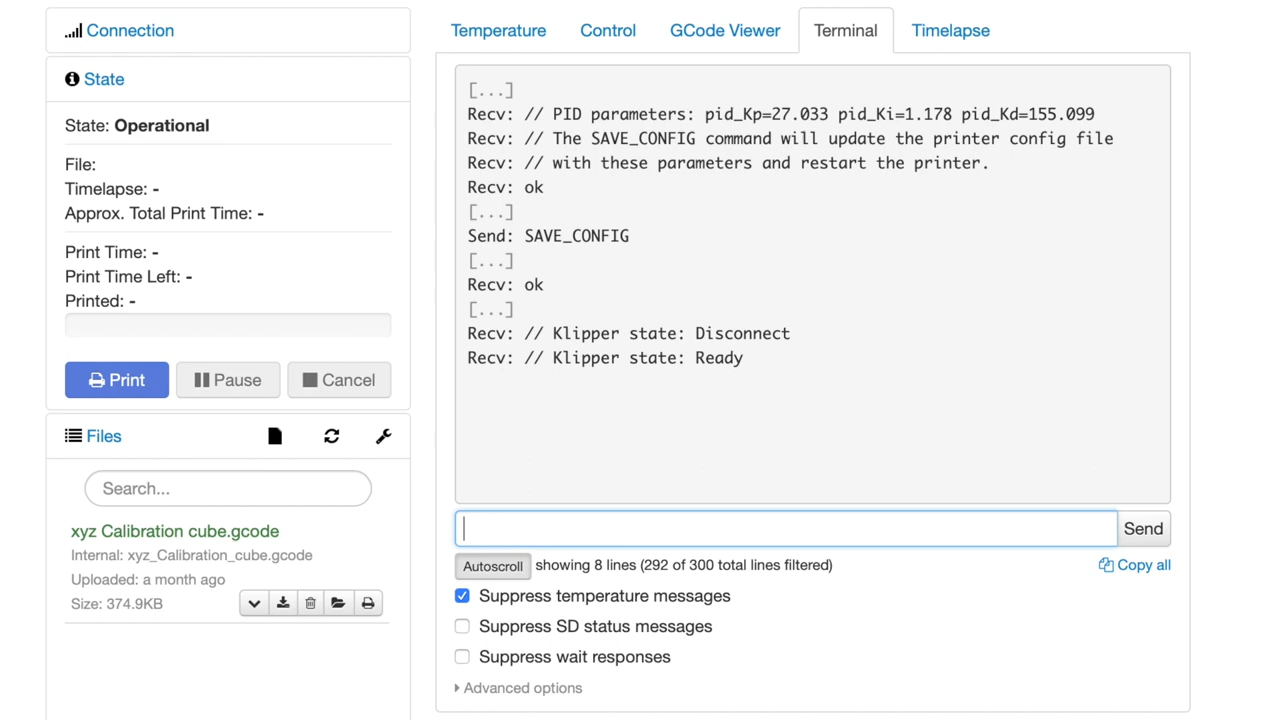 Connection
State
State: Operational
File:
Timelapse: -
Approx. Total Print Time: -
Print Time: -
Print Time Left: -
Printed: -
Print
Pause
Cancel
Files
Search...
xyz Calibration cube.gcode
Internal: xyz_Calibration_cube.gcode
Uploaded: a month ago
Size: 374.9KB
Temperature
Control
GCode Viewer
Terminal
Timelapse
[...]
Recv: // PID parameters: pid_Kp=27.033 pid_Ki=1.178 pid_Kd=155.099
Recv: // The SAVE_CONFIG command will update the printer config file
Recv: // with these parameters and restart the printer.
Recv: ok
[...]
Send: SAVE_CONFIG
[...]
Recv: ok
[...]
Recv: // Klipper state: Disconnect
Recv: // Klipper state: Ready
Send
Autoscroll showing 8 lines (292 of 300 total lines filtered)
Copy all
Suppress temperature messages
Suppress SD status messages
Suppress wait responses
Advanced options